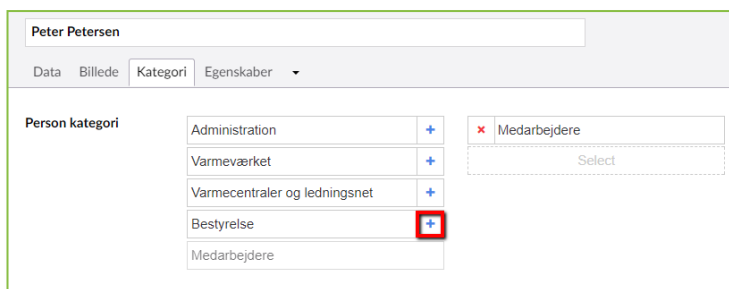 Peter Petersen
Data Billede Kategori Egenskaber
Person kategori
Administration
Varmeværket
Varmecentraler og ledningsnet
Bestyrelse
Medarbejdere
Medarbejdere
Select